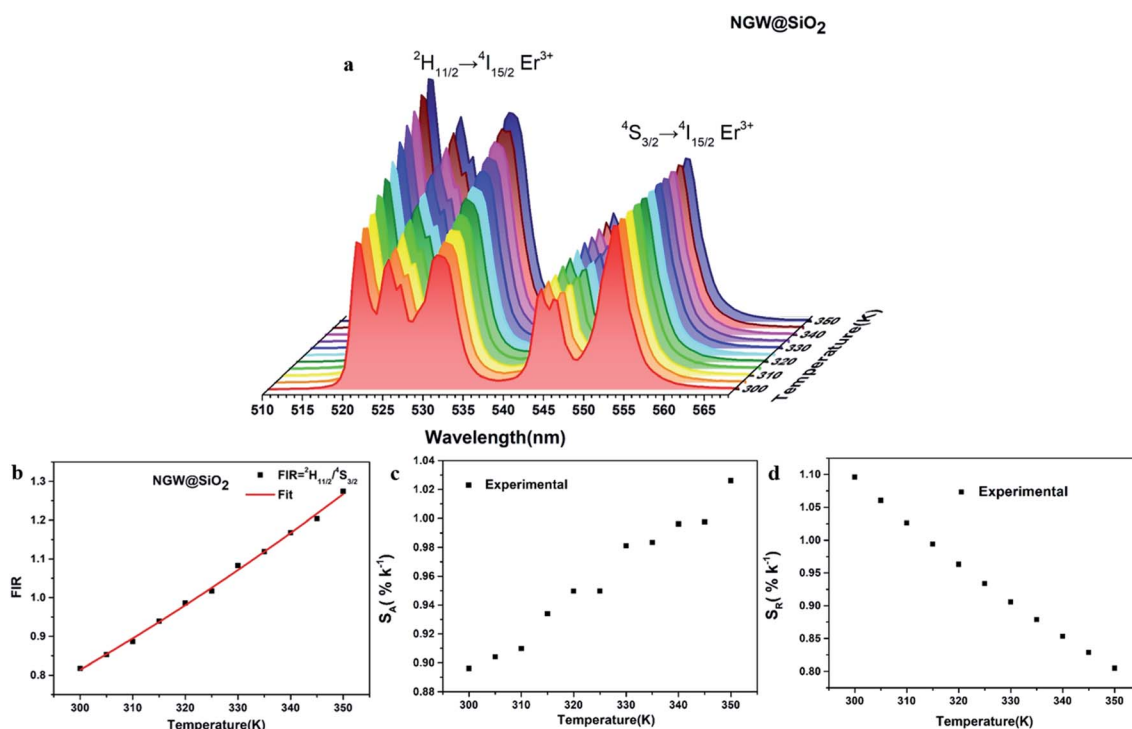 NGW@SiO₂
a
²H₁₁/₂→⁴I₁₅/₂ Er³⁺
⁴S₃/₂→⁴I₁₅/₂ Er³⁺
360
340
330
320
310
300
Temperature(K)
510 515 520 525 530 535 540 545 550 555 560 565
Wavelength(nm)
b
NGW@SiO₂
FIR=²H₁₁/₂/⁴S₃/₂
Fit
1.3
1.2
1.1
1.0
0.9
0.8
FIR
300 310 320 330 340 350
Temperature(K)
c
Experimental
1.04
1.02
1.00
0.98
0.96
0.94
0.92
0.90
0.88
S_A( % k⁻¹)
300 310 320 330 340 350
Temperature(K)
d
Experimental
1.10
1.05
1.00
0.95
0.90
0.85
0.80
S_R( % k⁻¹)
300 310 320 330 340 350
Temperature(K)